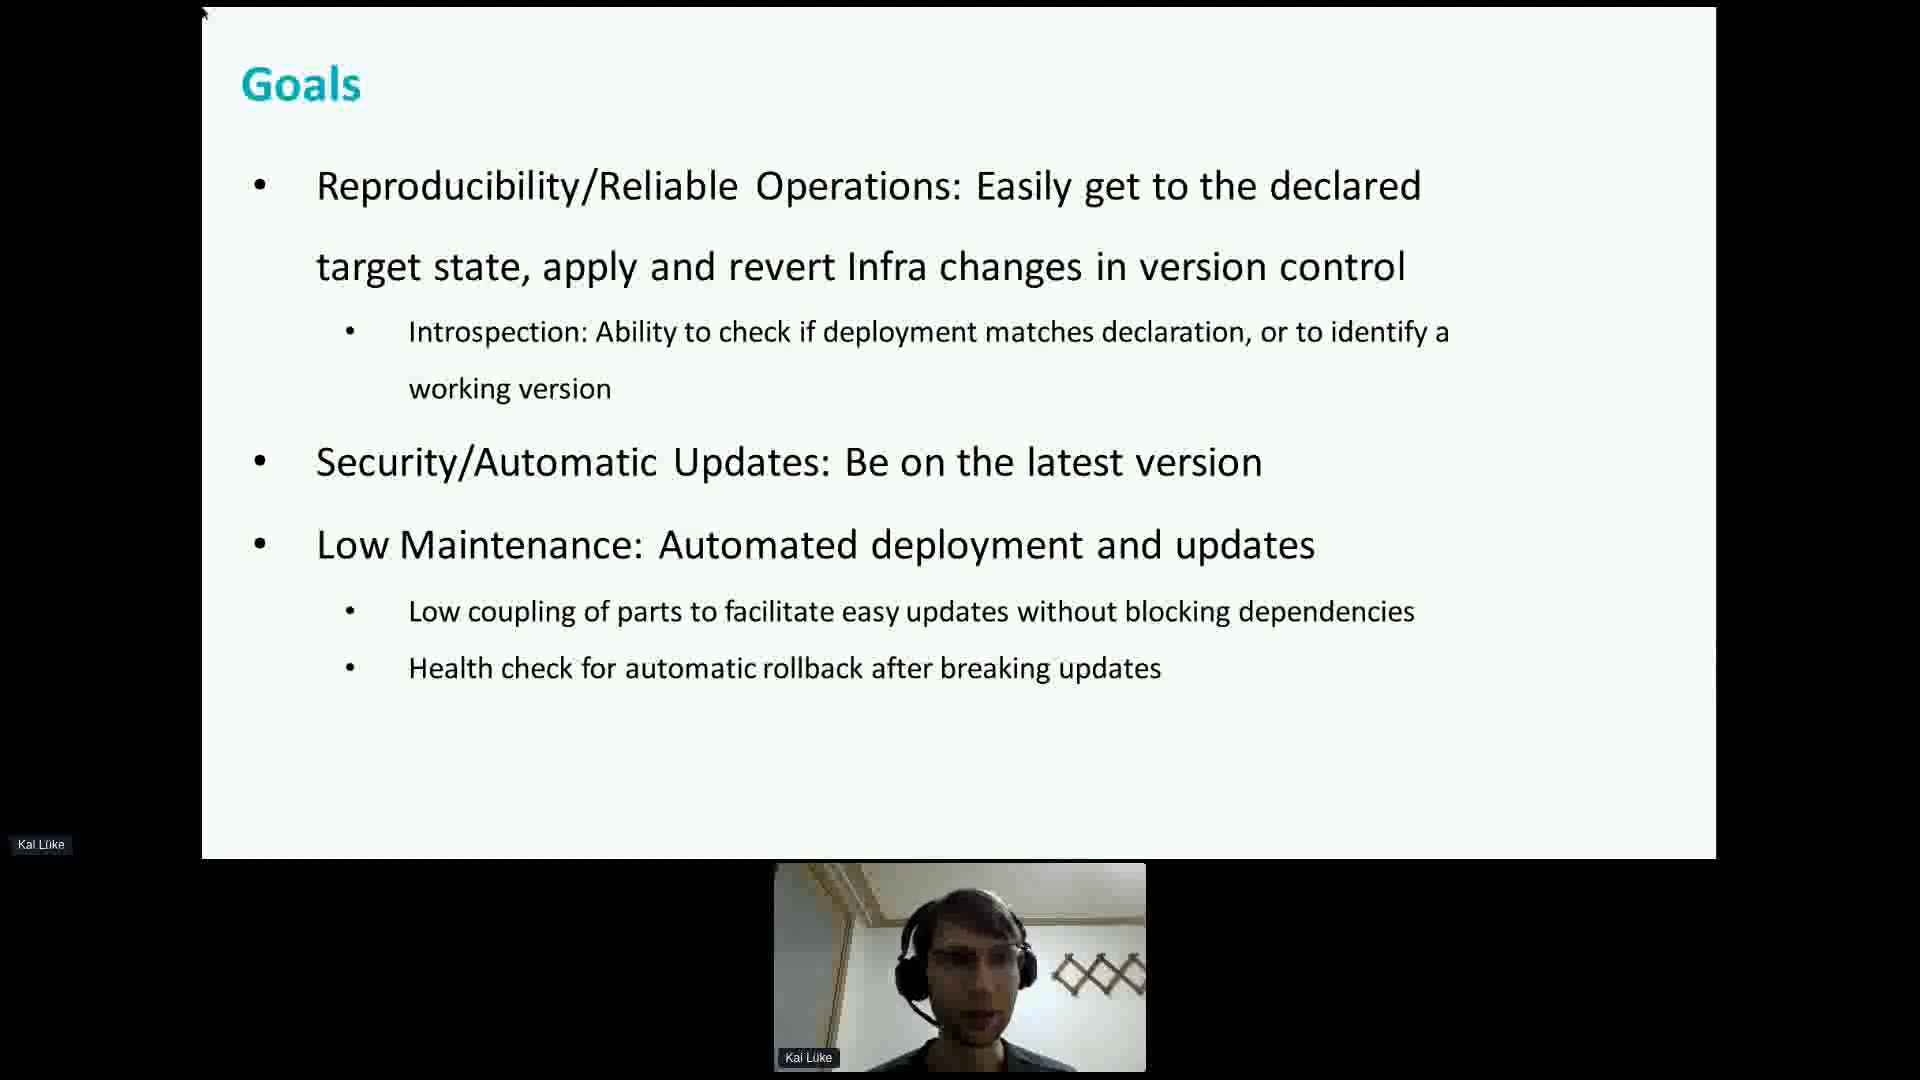 Goals
• Reproducibility/Reliable Operations: Easily get to the declared
target state, apply and revert Infra changes in version control
• Introspection: Ability to check if deployment matches declaration, or to identify a
working version
• Security/Automatic Updates: Be on the latest version
• Low Maintenance: Automated deployment and updates
• Low coupling of parts to facilitate easy updates without blocking dependencies
• Health check for automatic rollback after breaking updates
Kai Lüke
Kai Lüke